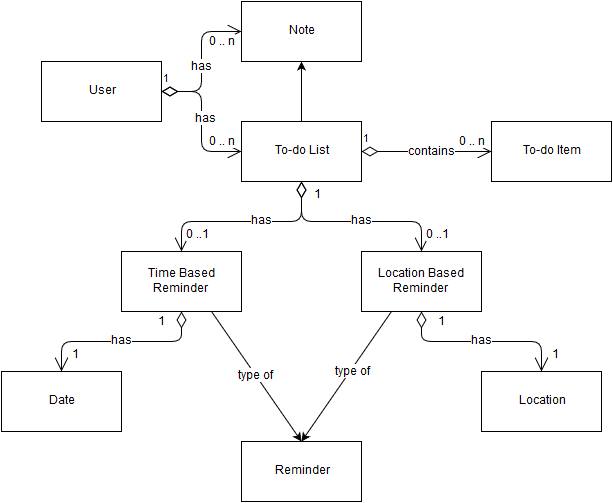 Note
0 .. n
has
User
1
has
0 .. n
To-do List
1
contains
0 .. n
To-do Item
1
has
has
0 ..1
0 ..1
Time Based
Reminder
Location Based
Reminder
1
has
1
Date
1
has
1
Location
type of
type of
Reminder